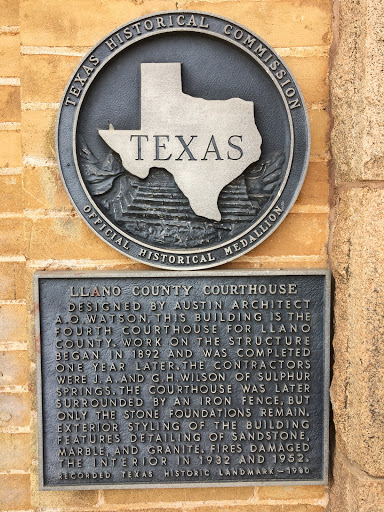 TEXAS HISTORICAL COMMISSION
TEXAS
OFFICIAL HISTORICAL MEDALLION
LLANO COUNTY COURTHOUSE
DESIGNED BY AUSTIN ARCHITECT
A.O. WATSON, THIS BUILDING IS THE
FOURTH COURTHOUSE FOR LLANO
COUNTY. WORK ON THE STRUCTURE
BEGAN IN 1892 AND WAS COMPLETED
ONE YEAR LATER. THE CONTRACTORS
WERE J.A. AND G.H. WILSON OF SULPHUR
SPRINGS. THE COURTHOUSE WAS LATER
SURROUNDED BY AN IRON FENCE, BUT
ONLY THE STONE FOUNDATIONS REMAIN.
EXTERIOR STYLING OF THE BUILDING
FEATURES DETAILING OF SANDSTONE,
MARBLE, AND GRANITE. FIRES DAMAGED
THE INTERIOR IN 1932 AND 1952.
RECORDED TEXAS HISTORIC LANDMARK - 1980